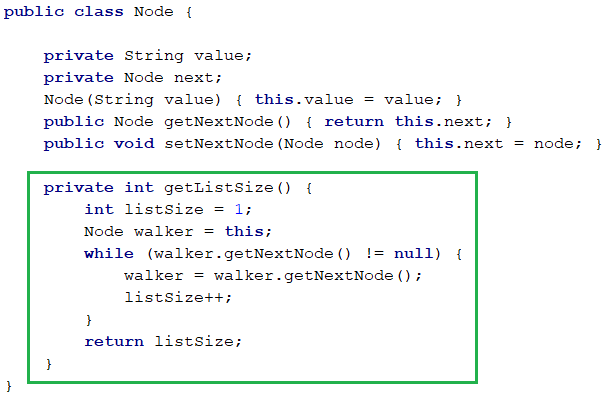 public class Node {
private String value;
private Node next;
Node(String value) { this.value = value; }
public Node getNextNode() { return this.next; }
public void setNextNode(Node node) { this.next = node; }
private int getListSize() {
int listSize = 1;
Node walker = this;
while (walker.getNextNode() != null) {
walker = walker.getNextNode();
listSize++;
}
return listSize;
}
}